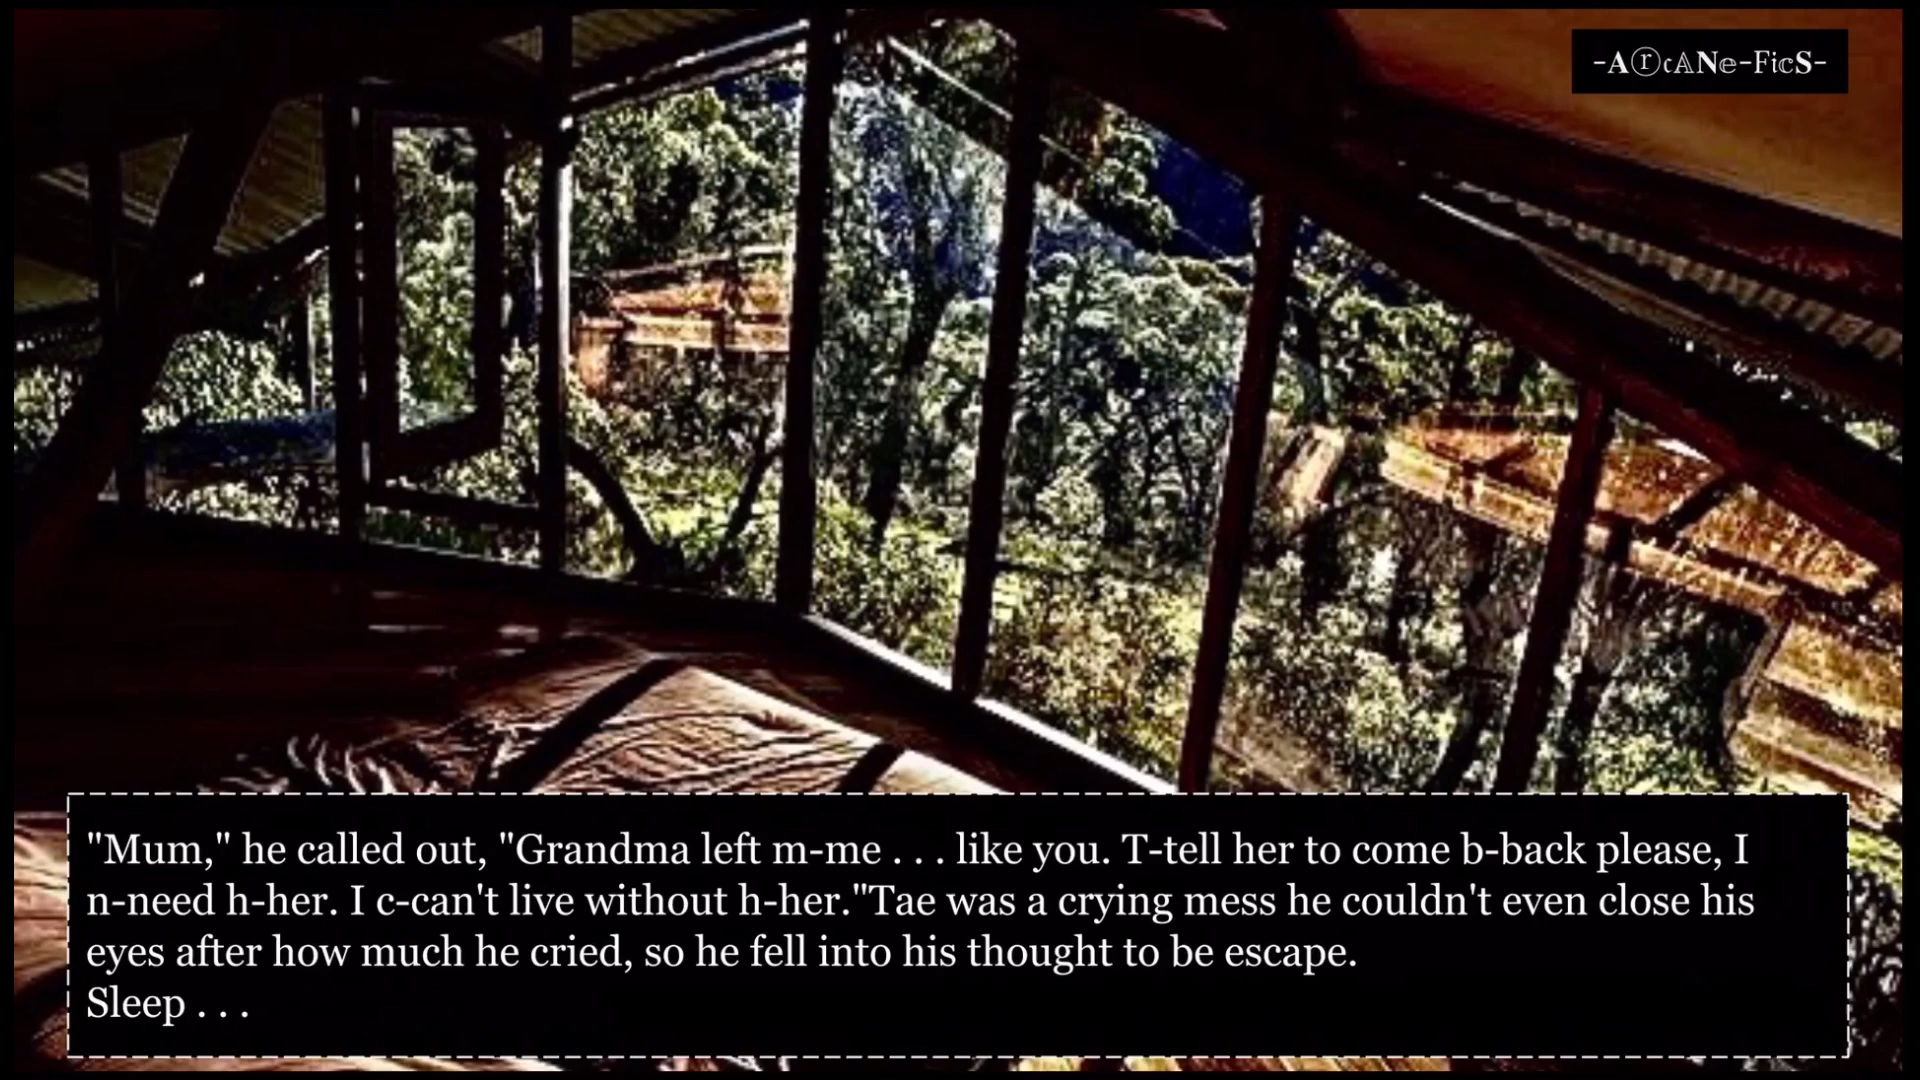 -AⓡcANe-FicS-
"Mum," he called out, "Grandma left m-me . . . like you. T-tell her to come b-back please, I
n-need h-her. I c-can't live without h-her."Tae was a crying mess he couldn't even close his
eyes after how much he cried, so he fell into his thought to be escape.
Sleep . . .